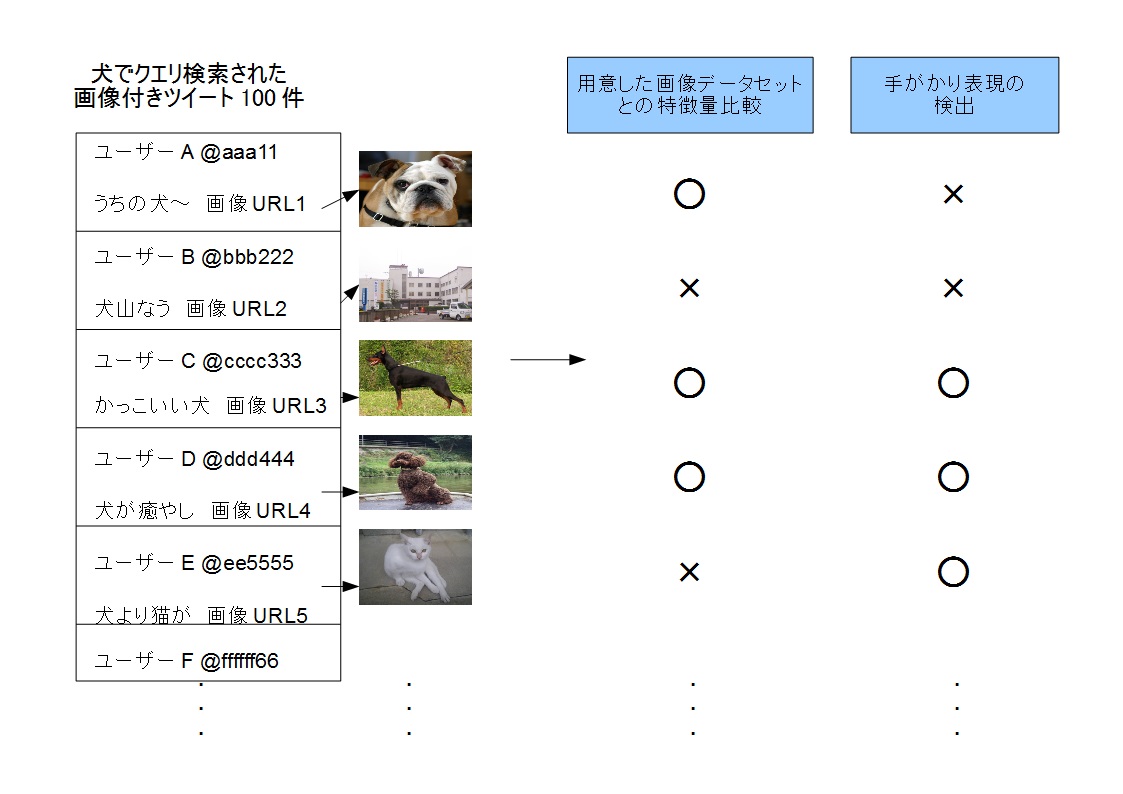 犬でクエリ検索された
画像付きツイート 100 件
用意した画像データセット
との特徴量比較
手がかり表現の
検出
ユーザー A @aaa11
うちの犬～　画像 URL1
〇
×
ユーザー B @bbb222
犬山なう　画像 URL2
×
×
ユーザー C @cccc333
かっこいい犬　画像 URL3
〇
〇
ユーザー D @ddd444
犬が癒やし　画像 URL4
〇
〇
ユーザー E @ee5555
犬より猫が　画像 URL5
×
〇
ユーザー F @ffffff66